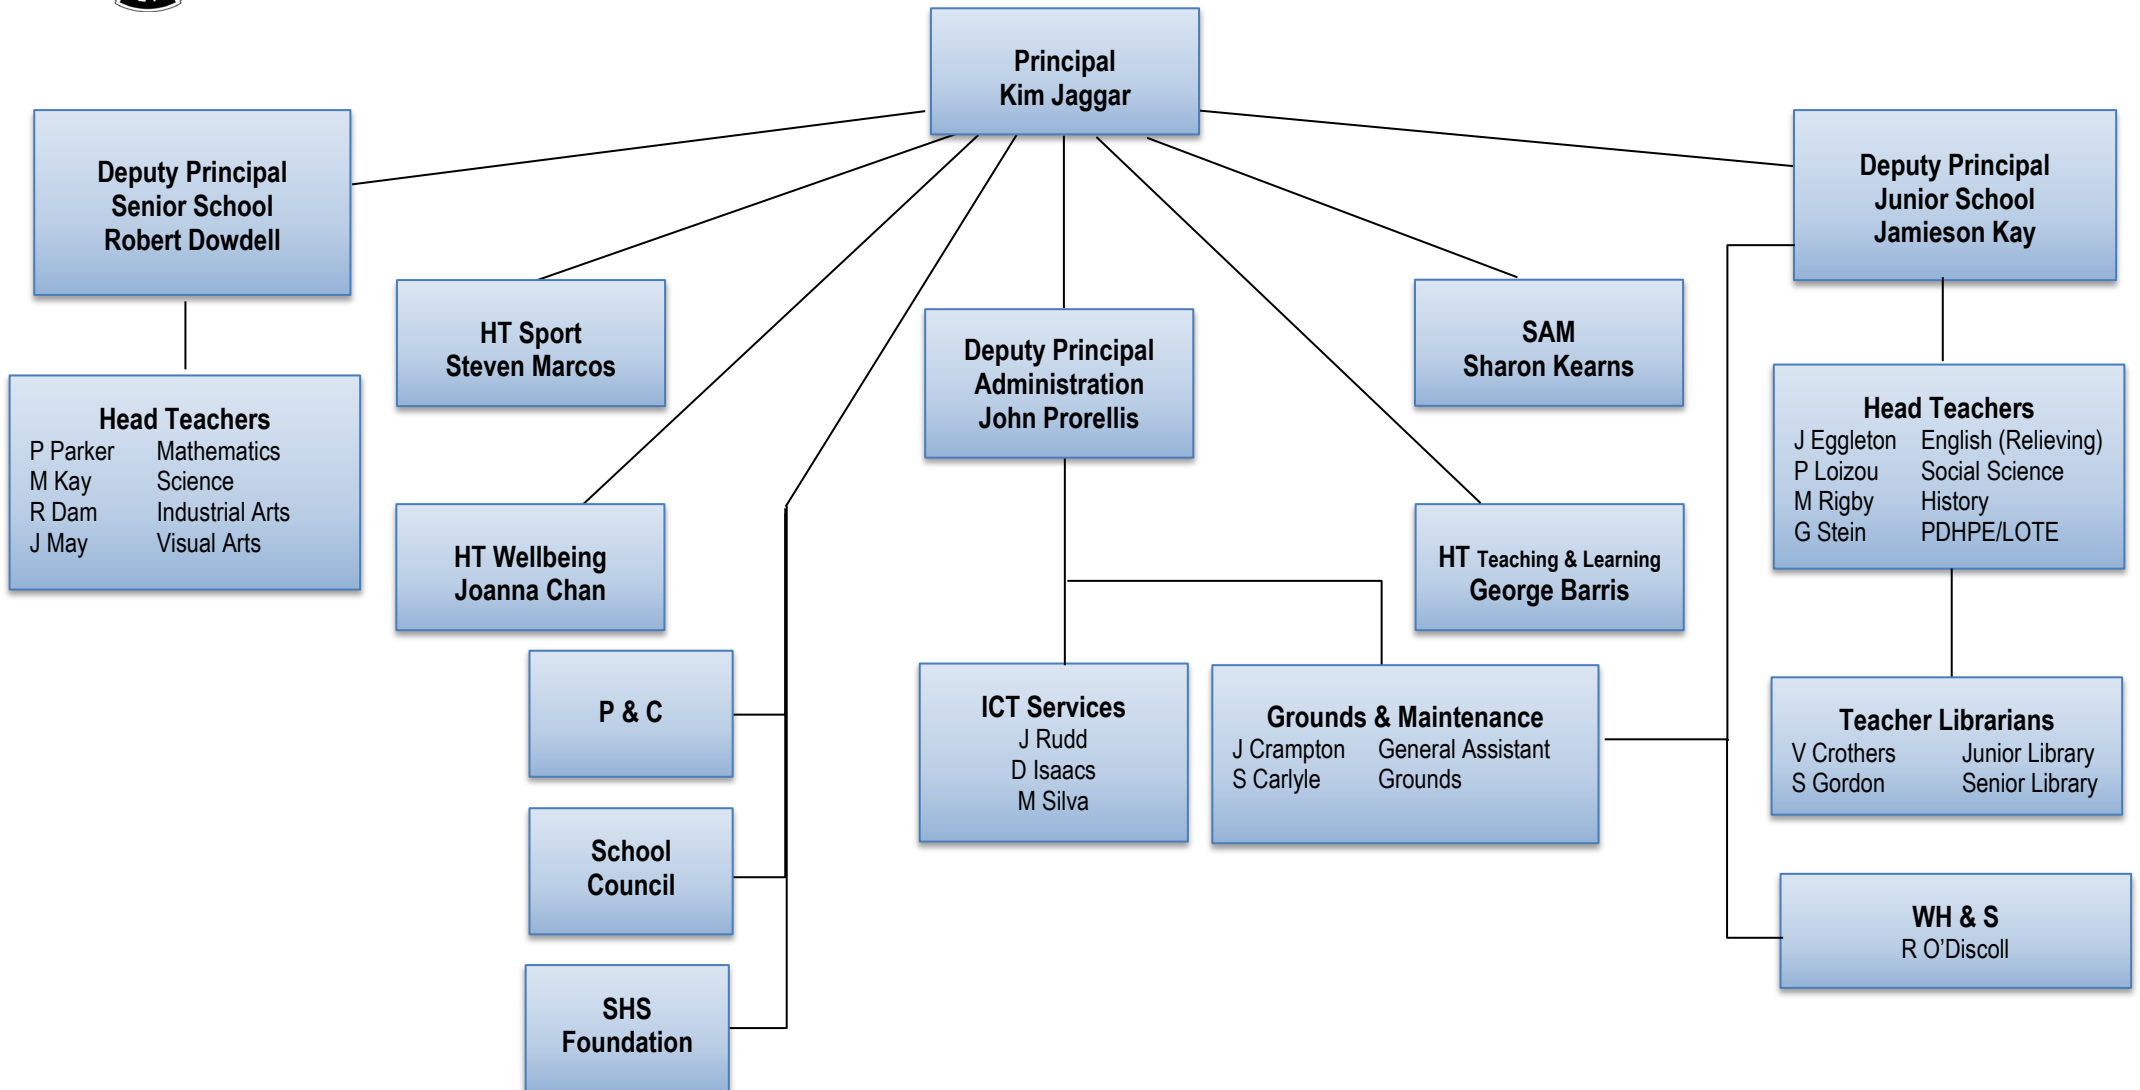 Principal
Kim Jaggar
Deputy Principal
Senior School
Robert Dowdell
Deputy Principal
Junior School
Jamieson Kay
HT Sport
Steven Marcos
Deputy Principal
Administration
John Prorellis
SAM
Sharon Kearns
Head Teachers
P Parker Mathematics
M Kay Science
R Dam Industrial Arts
J May Visual Arts
Head Teachers
J Eggleton English (Relieving)
P Loizou Social Science
M Rigby History
G Stein PDHPE/LOTE
HT Wellbeing
Joanna Chan
HT Teaching & Learning
George Barris
P & C
ICT Services
J Rudd
D Isaacs
M Silva
Grounds & Maintenance
J Crampton General Assistant
S Carlyle Grounds
Teacher Librarians
V Crothers Junior Library
S Gordon Senior Library
School
Council
WH & S
R O’Discoll
SHS
Foundation